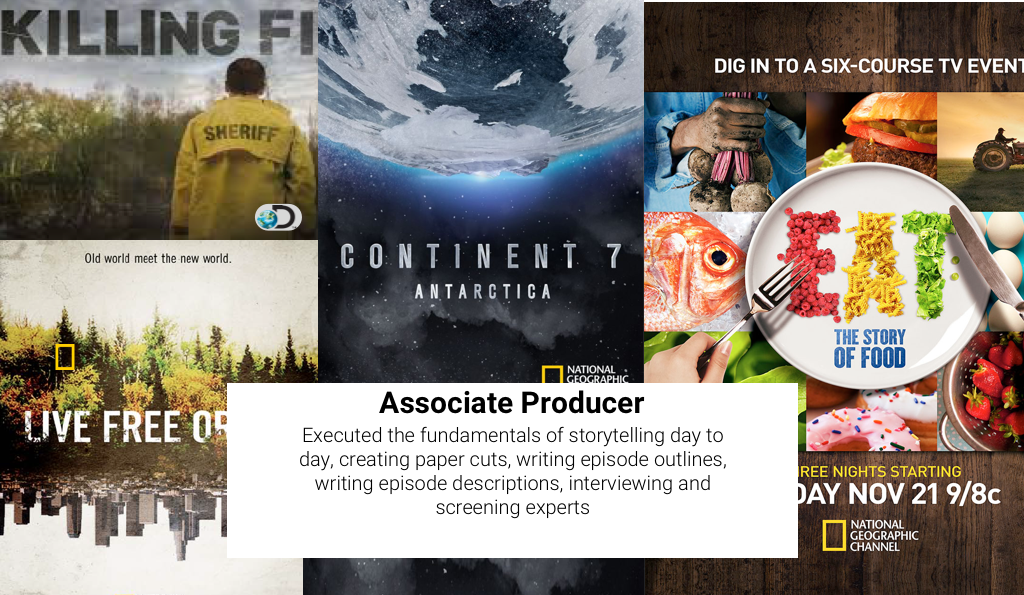 KILLING FI
SHERIFF
Old world meet the new world.
LIVE FREE OR
CONTINENT 7
ANTARCTICA
NATIONAL
GEOGRAPHIC
DIG IN TO A SIX-COURSE TV EVENT
EAT
THE STORY
OF FOOD
HREE NIGHTS STARTING
DAY NOV 21 9/8c
NATIONAL
GEOGRAPHIC
CHANNEL
Associate Producer
Executed the fundamentals of storytelling day to
day, creating paper cuts, writing episode outlines,
writing episode descriptions, interviewing and
screening experts